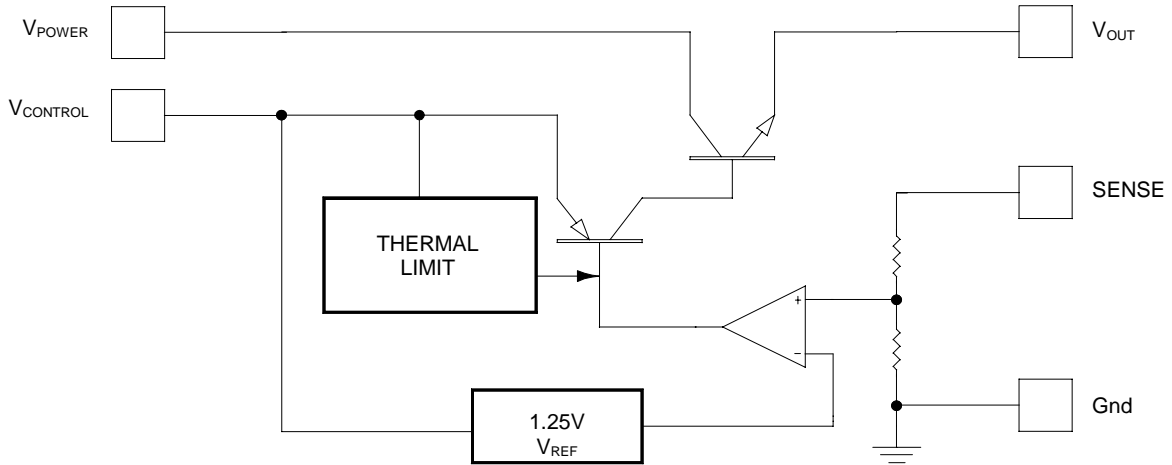 VPOWER
VOUT
VCONTROL
SENSE
THERMAL
LIMIT
+
−
1.25V
VREF
Gnd